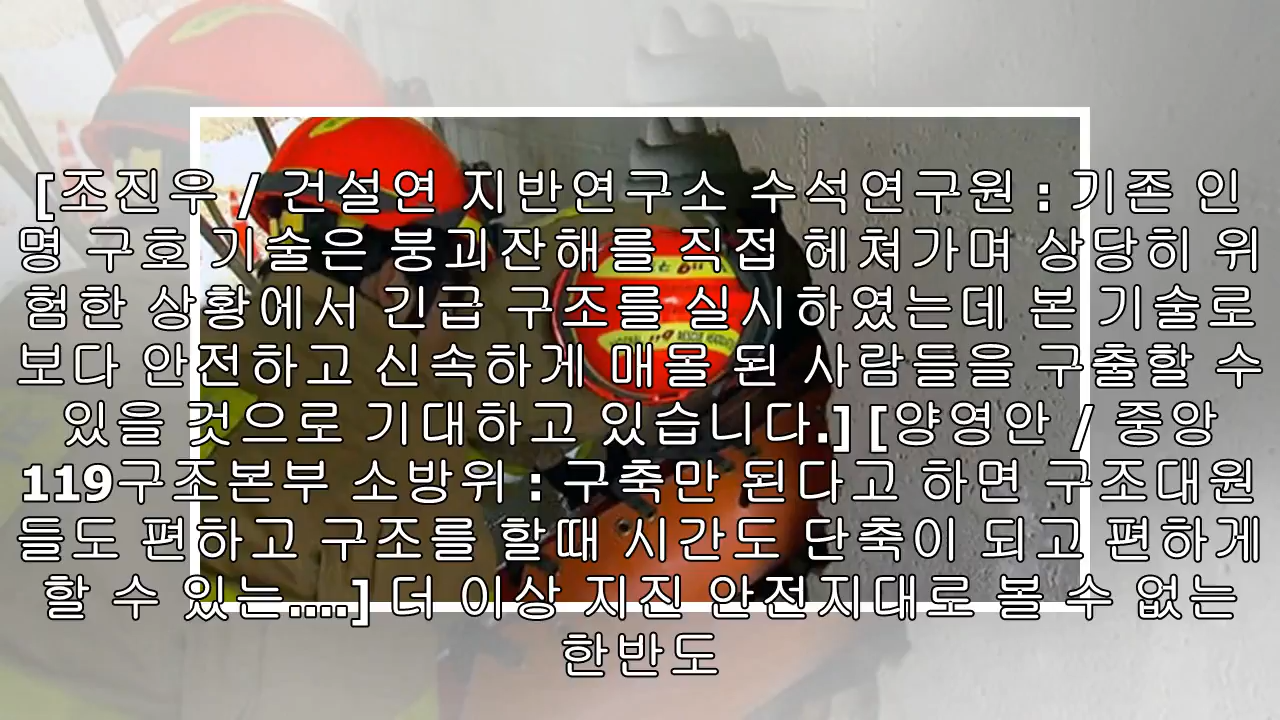 [조진우 / 건설연 지반연구소 수석연구원 : 기존 인
명 구호 기술은 붕괴잔해를 직접 헤쳐가며 상당히 위
험한 상황에서 긴급 구조를 실시하였는데 본 기술로
보다 안전하고 신속하게 매몰 된 사람들을 구출할 수
있을 것으로 기대하고 있습니다.] [양영안 / 중앙
119구조본부 소방위 : 구축만 된다고 하면 구조대원
들도 편하고 구조를 할때 시간도 단축이 되고 편하게
할 수 있는....] 더 이상 지진 안전지대로 볼 수 없는
한반도